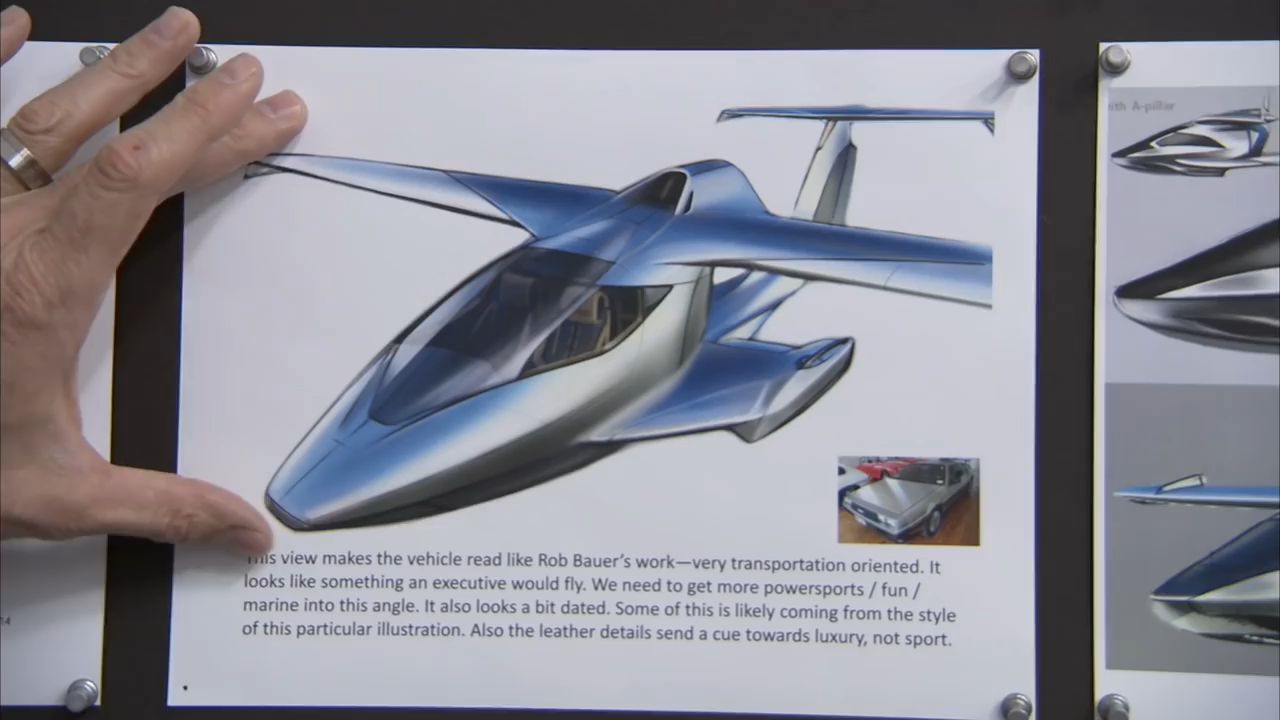 ith A-pillar
This view makes the vehicle read like Rob Bauer's work—very transportation oriented. It
looks like something an executive would fly. We need to get more powersports / fun /
marine into this angle. It also looks a bit dated. Some of this is likely coming from the style
of this particular illustration. Also the leather details send a cue towards luxury, not sport.
14